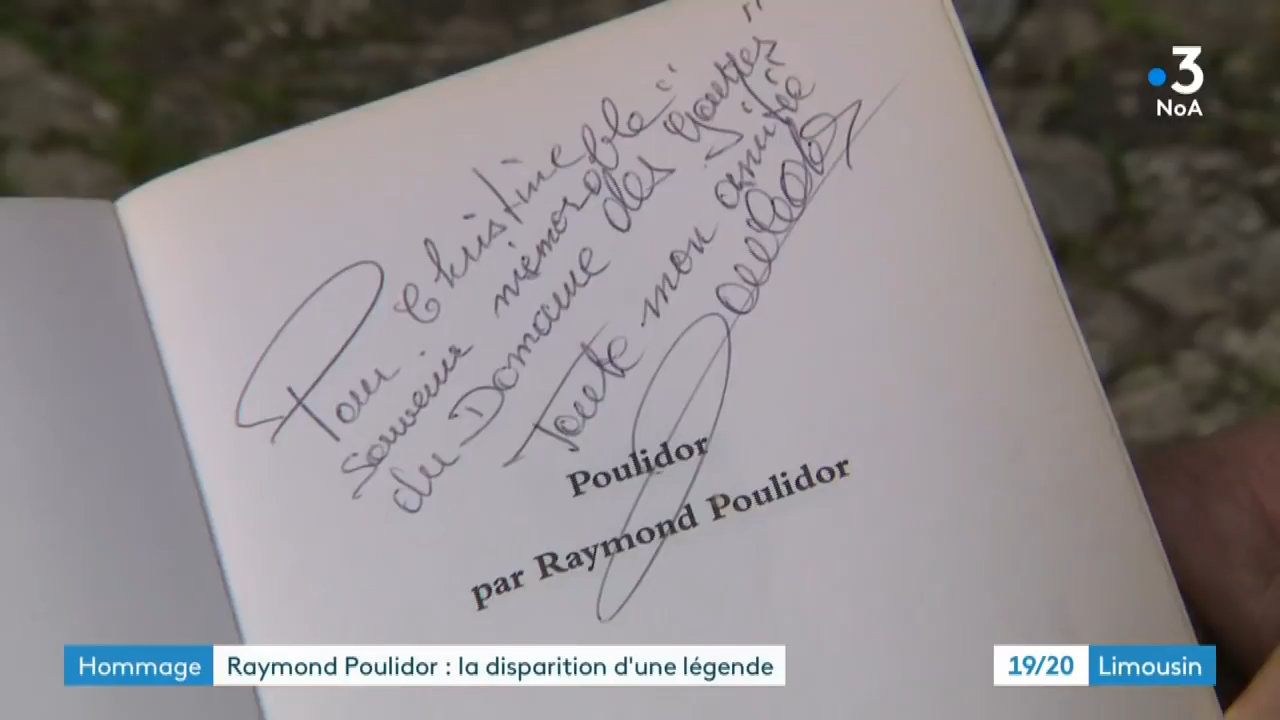 3
NoA
Pour Christine
souvenir mémorable
du Domaine des
Toute mon amitié
Poulidor
Poulidor
par Raymond Poulidor
Hommage
Raymond Poulidor : la disparition d'une légende
19/20
Limousin